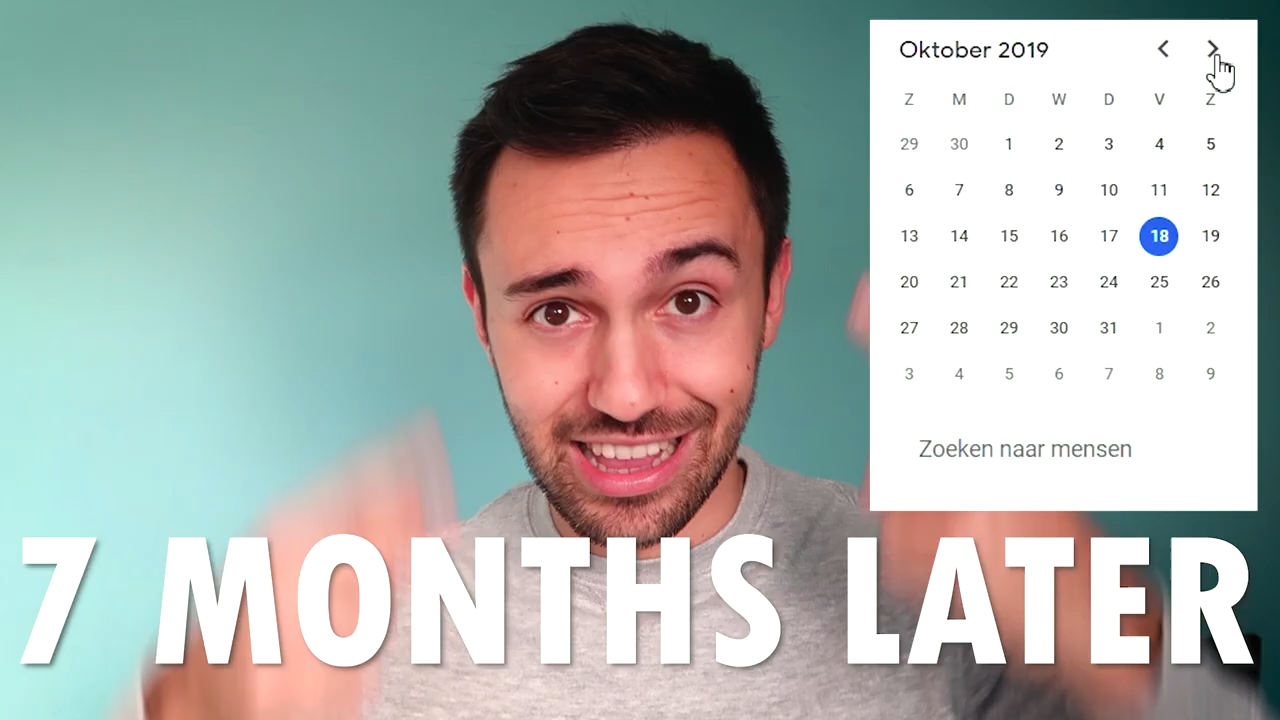 Oktober 2019
Z M D W D V Z
29 30 1 2 3 4 5
6 7 8 9 10 11 12
13 14 15 16 17 18 19
20 21 22 23 24 25 26
27 28 29 30 31 1 2
3 4 5 6 7 8 9
Zoeken naar mensen
7 MONTHS LATER